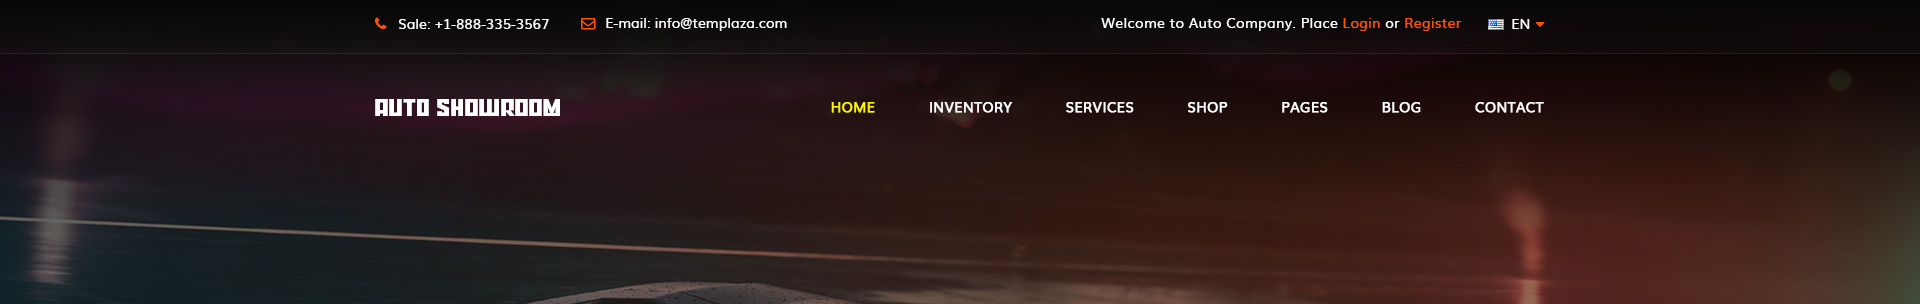 Sale: +1-888-335-3567 E-mail: info@templaza.com Welcome to Auto Company. Place Login or Register EN
AUTO SHOWROOM HOME INVENTORY SERVICES SHOP PAGES BLOG CONTACT